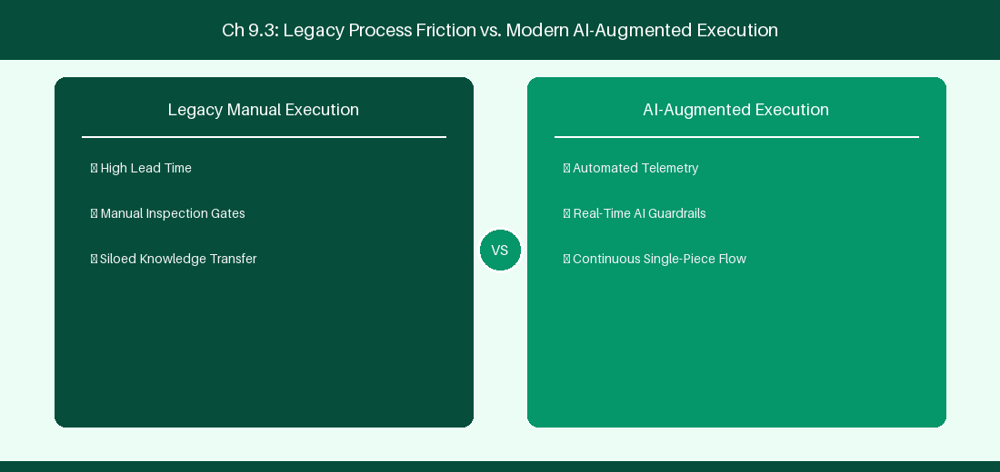 Ch 9.3: Legacy Process Friction vs. Modern AI-Augmented Execution
Legacy Manual Execution
High Lead Time
Manual Inspection Gates
Siloed Knowledge Transfer
VS
AI-Augmented Execution
Automated Telemetry
Real-Time AI Guardrails
Continuous Single-Piece Flow